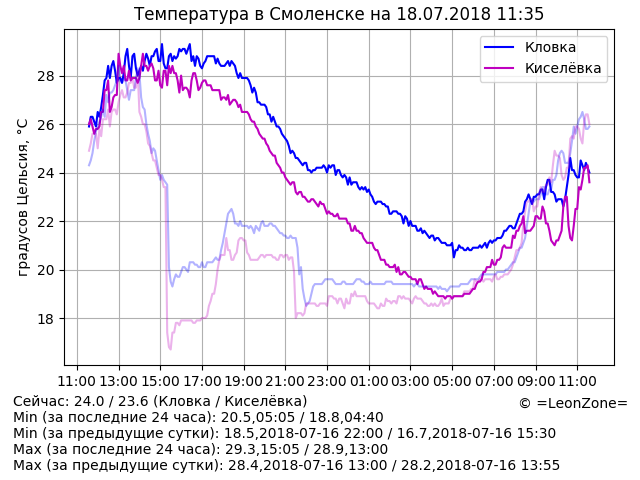 Температура в Смоленске на 18.07.2018 11:35
Кловка
Киселёвка
градусов Цельсия, °C
28
26
24
22
20
18
11:00 13:00 15:00 17:00 19:00 21:00 23:00 01:00 03:00 05:00 07:00 09:00 11:00
Сейчас: 24.0 / 23.6 (Кловка / Киселёвка)
© =LeonZone=
Min (за последние 24 часа): 20.5,05:05 / 18.8,04:40
Min (за предыдущие сутки): 18.5,2018-07-16 22:00 / 16.7,2018-07-16 15:30
Max (за последние 24 часа): 29.3,15:05 / 28.9,13:00
Max (за предыдущие сутки): 28.4,2018-07-16 13:00 / 28.2,2018-07-16 13:55